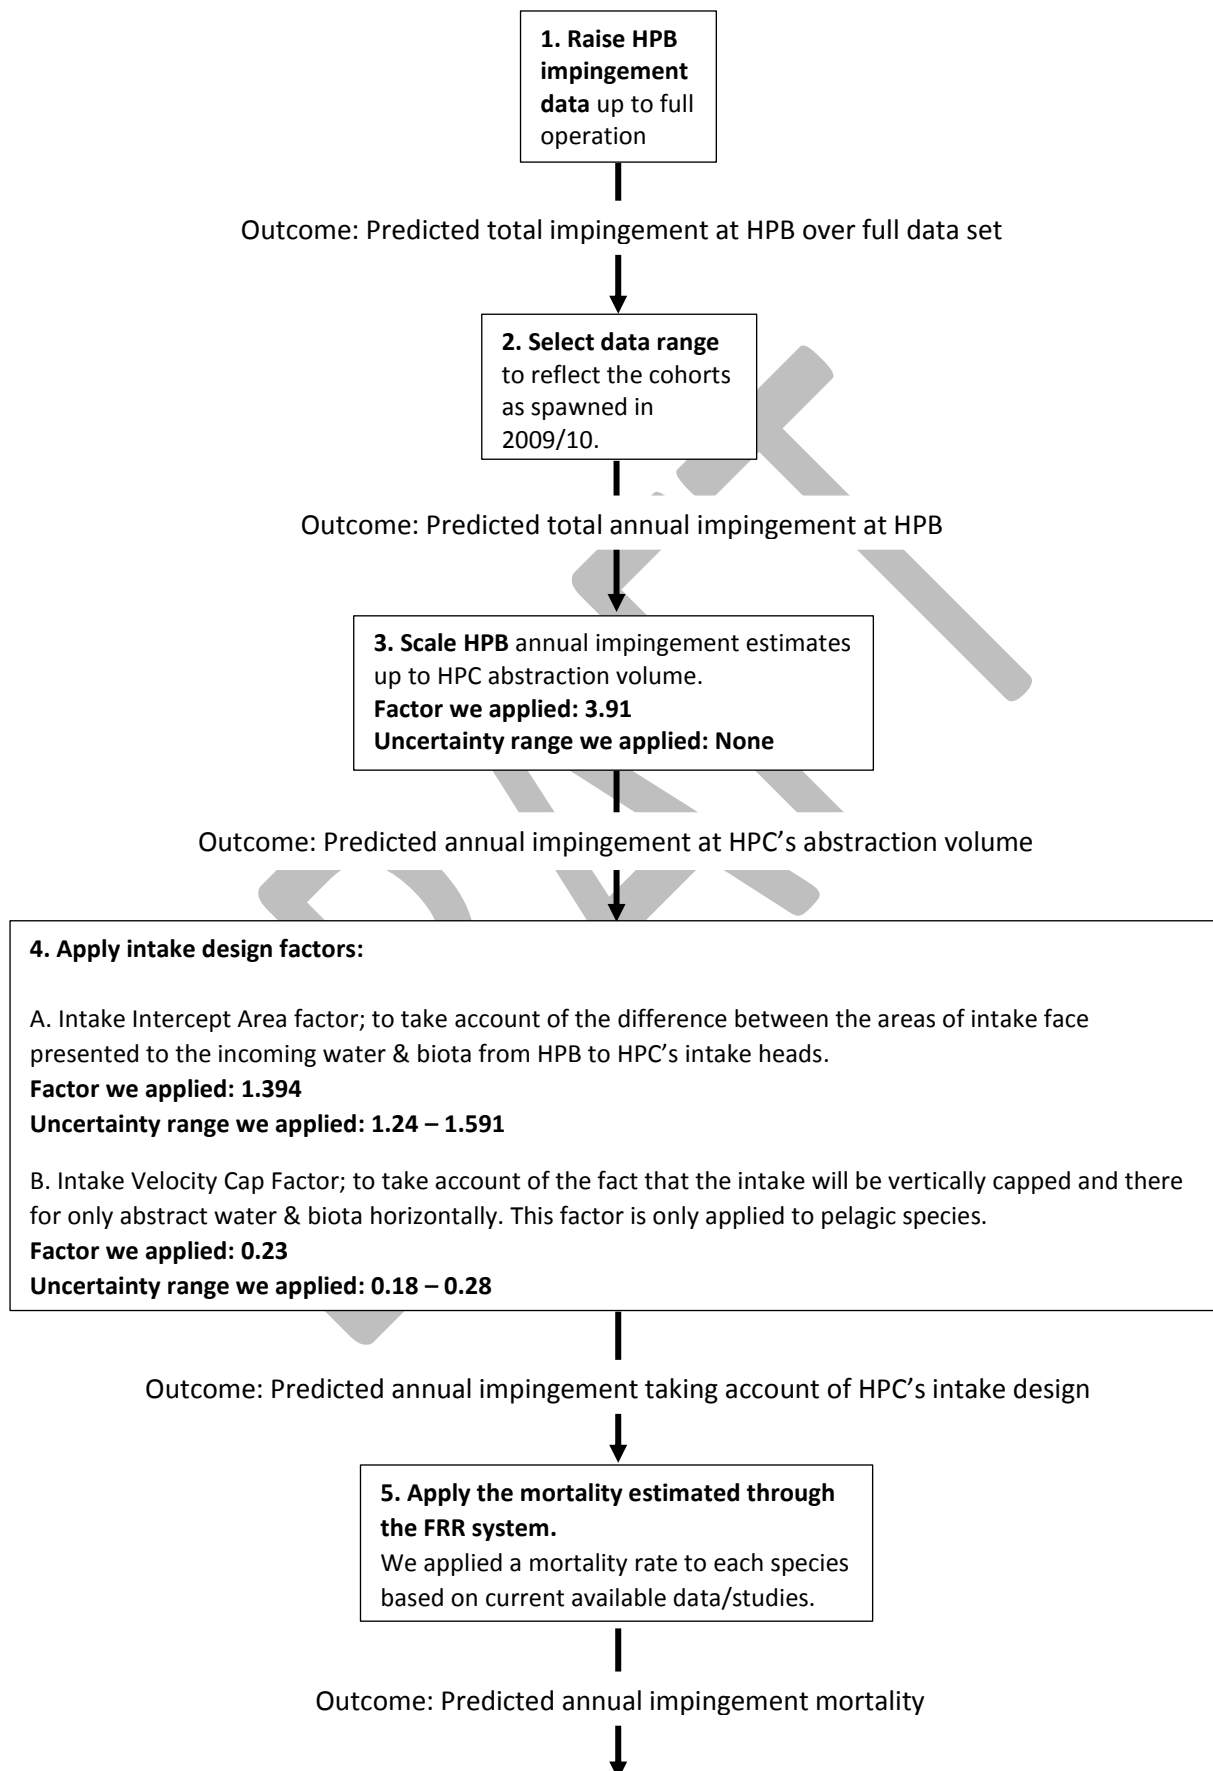 1. Raise HPB
impingement
data up to full
operation
Outcome: Predicted total impingement at HPB over full data set
2. Select data range
to reflect the cohorts
as spawned in
2009/10.
Outcome: Predicted total annual impingement at HPB
3. Scale HPB annual impingement estimates
up to HPC abstraction volume.
Factor we applied: 3.91
Uncertainty range we applied: None
Outcome: Predicted annual impingement at HPC’s abstraction volume
4. Apply intake design factors:
A. Intake Intercept Area factor; to take account of the difference between the areas of intake face
presented to the incoming water & biota from HPB to HPC’s intake heads.
Factor we applied: 1.394
Uncertainty range we applied: 1.24 – 1.591
B. Intake Velocity Cap Factor; to take account of the fact that the intake will be vertically capped and there
for only abstract water & biota horizontally. This factor is only applied to pelagic species.
Factor we applied: 0.23
Uncertainty range we applied: 0.18 – 0.28
Outcome: Predicted annual impingement taking account of HPC’s intake design
5. Apply the mortality estimated through
the FRR system.
We applied a mortality rate to each species
based on current available data/studies.
Outcome: Predicted annual impingement mortality
DRAFT